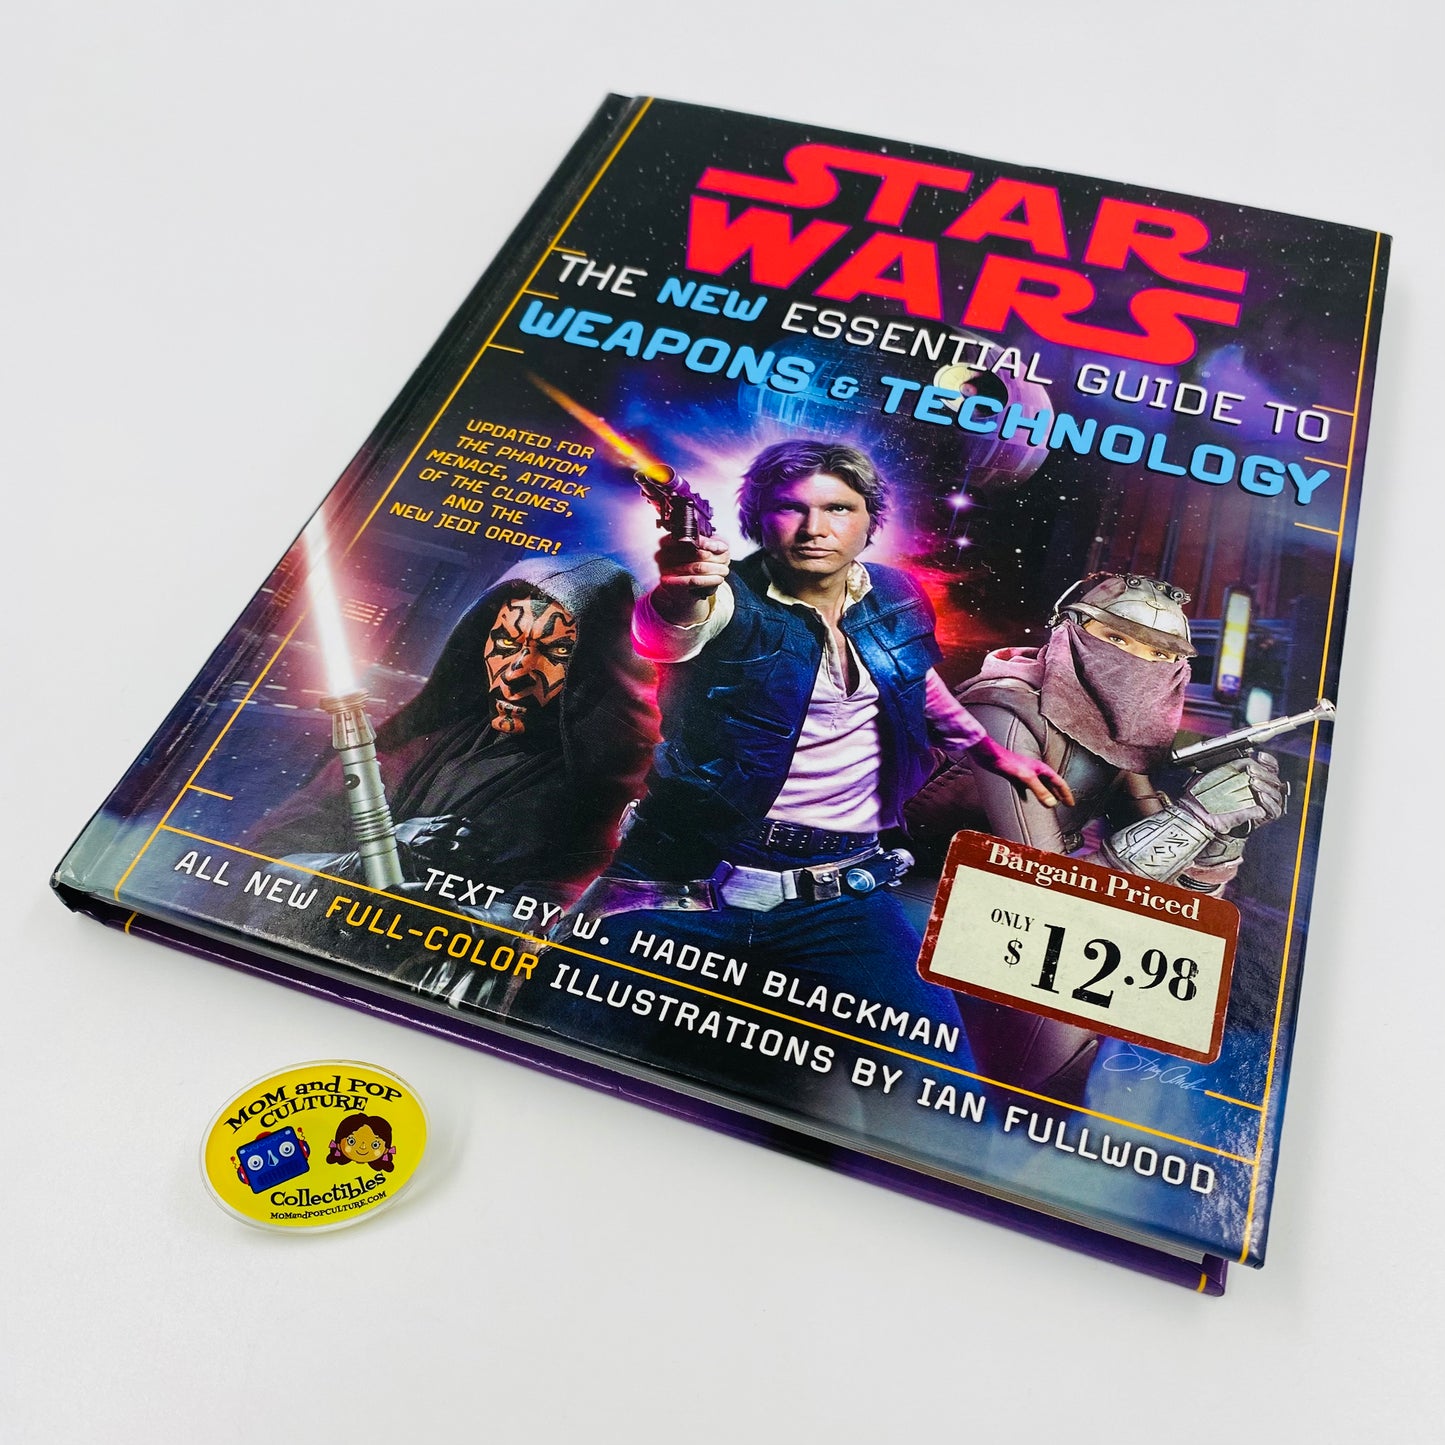 STAR
WARS
THE NEW ESSENTIAL GUIDE TO
WEAPONS & TECHNOLOGY
UPDATED FOR
THE PHANTOM
MENACE, ATTACK
OF THE CLONES,
AND THE
NEW JEDI ORDER!
TEXT BY W. HADEN BLACKMAN
ALL NEW FULL-COLOR ILLUSTRATIONS BY IAN FULLWOOD
Bargain Priced
ONLY
$12.98
MOM and POP
CULTURE
Collectibles
MOMandPOPCULTURE.COM